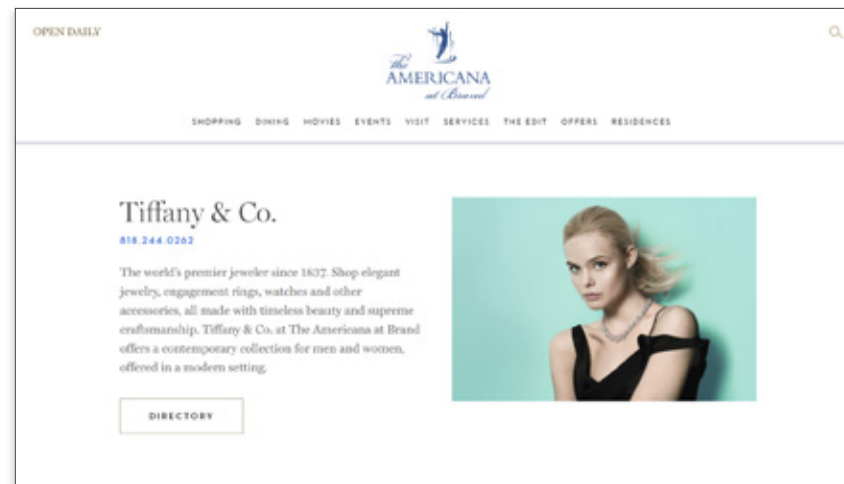 OPEN DAILY
the
AMERICANA
at Brand
SHOPPING DINING MOVIES EVENTS VISIT SERVICES THE EDIT OFFERS RESIDENCES
Tiffany & Co.
818.244.0262
The world's premier jeweler since 1837. Shop elegant
jewelry, engagement rings, watches and other
accessories, all made with timeless beauty and supreme
craftsmanship. Tiffany & Co. at The Americana at Brand
offers a contemporary collection for men and women,
offered in a modern setting.
DIRECTORY